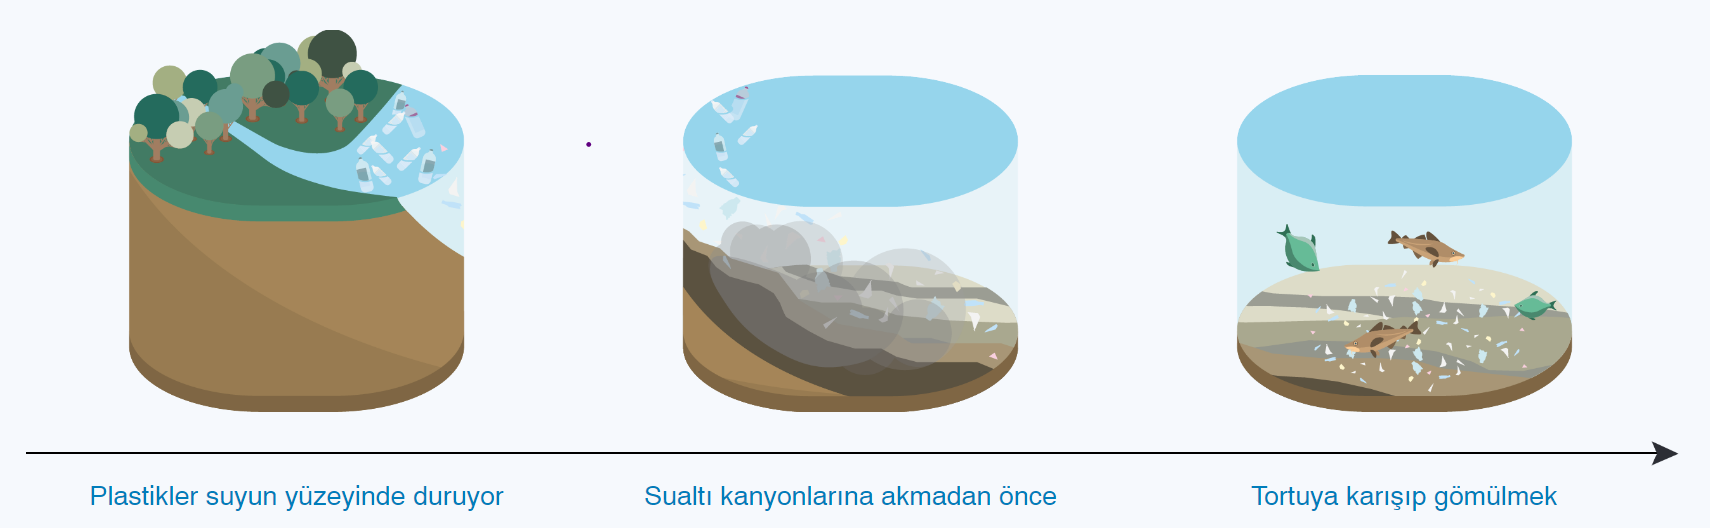 Plastikler suyun yüzeyinde duruyor
Sualtı kanyonlarına akmadan önce
Tortuya karışıp gömülmek